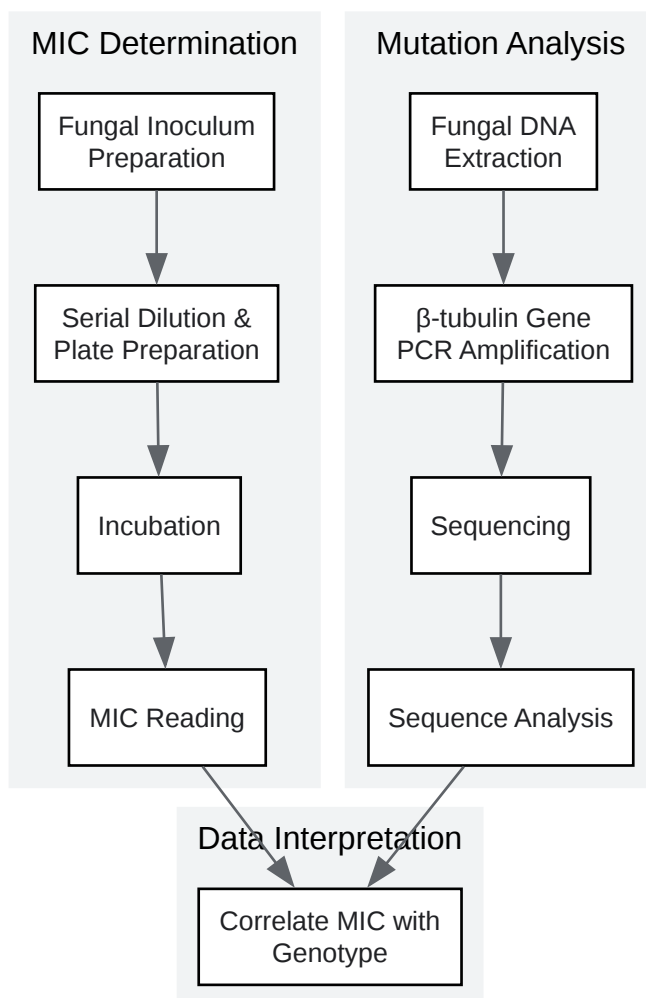 MIC Determination
Fungal Inoculum
Preparation
Serial Dilution &
Plate Preparation
Incubation
MIC Reading
Mutation Analysis
Fungal DNA
Extraction
β-tubulin Gene
PCR Amplification
Sequencing
Sequence Analysis
Data Interpretation
Correlate MIC with
Genotype